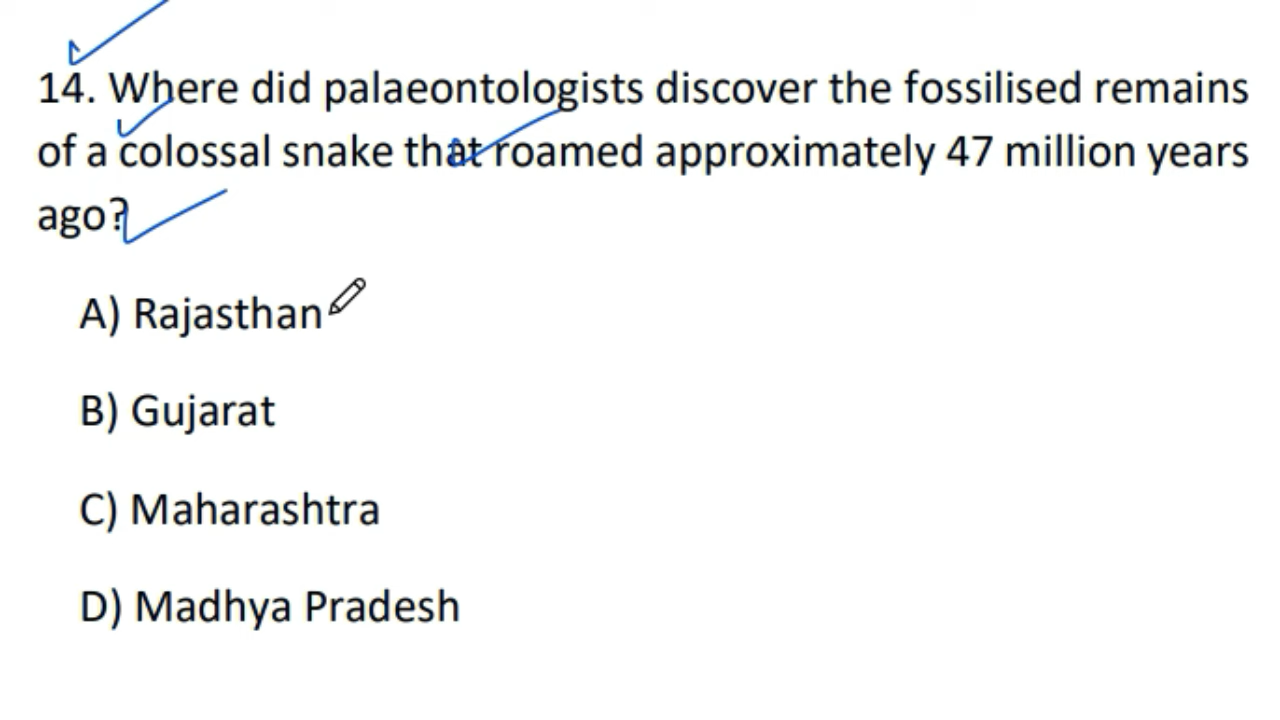 14. Where did palaeontologists discover the fossilised remains
of a colossal snake that roamed approximately 47 million years
ago?
A) Rajasthan
B) Gujarat
C) Maharashtra
D) Madhya Pradesh